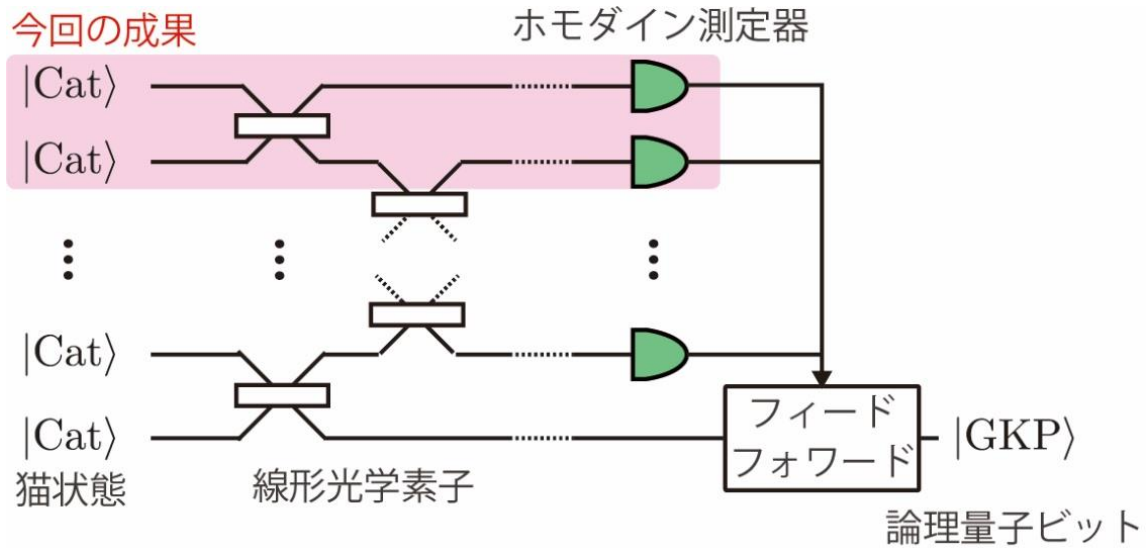 今回の成果
ホモダイン測定器
|Cat⟩
|Cat⟩
|Cat⟩
|Cat⟩
猫状態
線形光学素子
フィード
フォワード
|GKP⟩
論理量子ビット